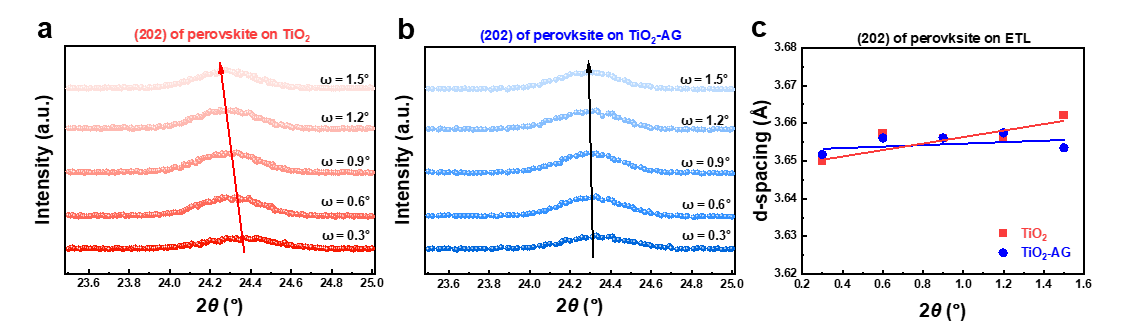 a
(202) of perovskite on TiO₂
Intensity (a.u.)
ω = 1.5°
ω = 1.2°
ω = 0.9°
ω = 0.6°
ω = 0.3°
23.6 23.8 24.0 24.2 24.4 24.6 24.8 25.0
2θ (°)
b
(202) of perovksite on TiO₂-AG
Intensity (a.u.)
ω = 1.5°
ω = 1.2°
ω = 0.9°
ω = 0.6°
ω = 0.3°
23.6 23.8 24.0 24.2 24.4 24.6 24.8 25.0
2θ (°)
c
(202) of perovksite on ETL
d-spacing (Å)
3.68
3.67
3.66
3.65
3.64
3.63
3.62
TiO₂
TiO₂-AG
0.2 0.4 0.6 0.8 1.0 1.2 1.4 1.6
2θ (°)